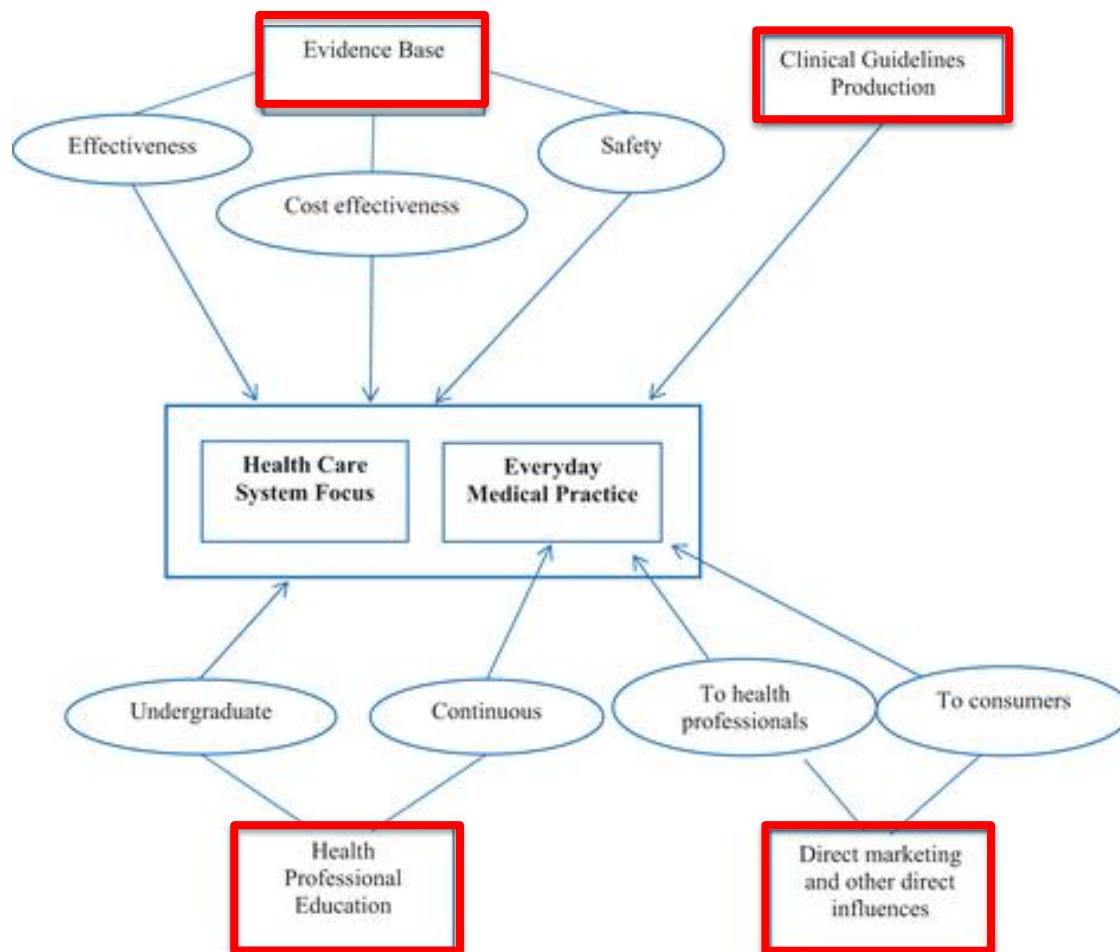 Evidence Base
Clinical Guidelines
Production
Effectiveness
Safety
Cost effectiveness
Health Care
System Focus
Everyday
Medical Practice
Undergraduate
Continuous
To health
professionals
To consumers
Health
Professional
Education
Direct marketing
and other direct
influences